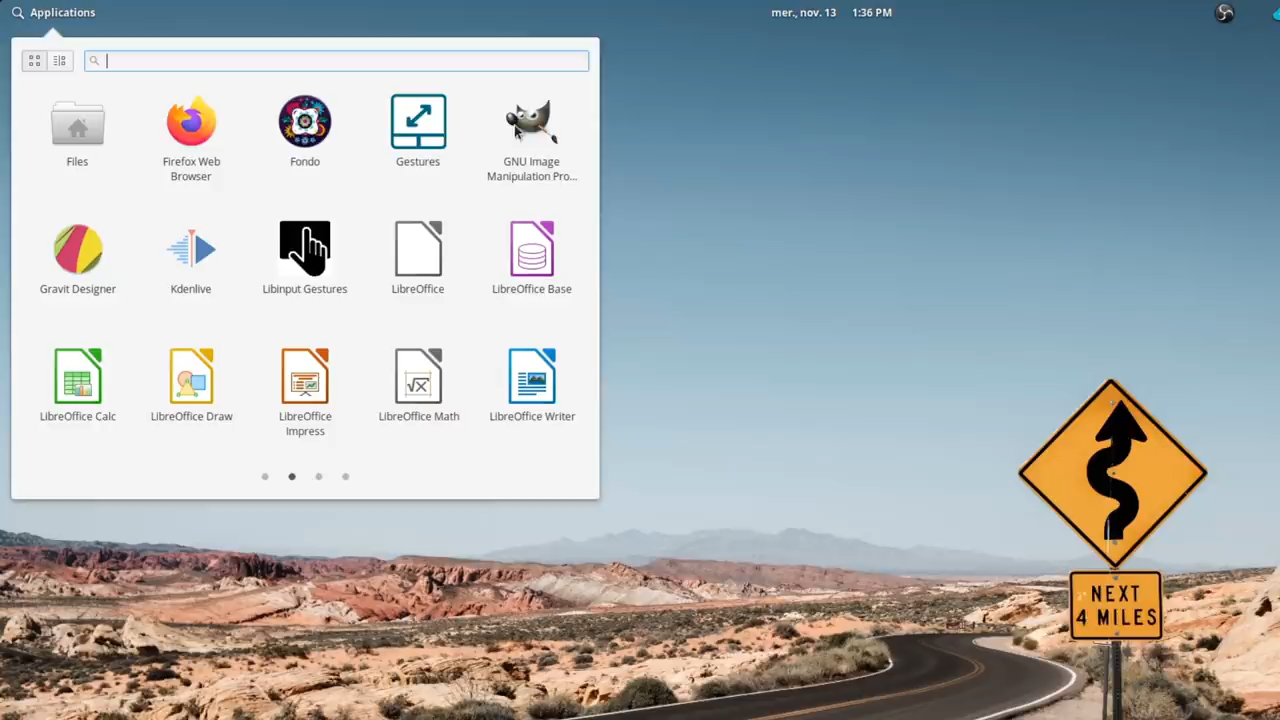 Applications
mer., nov. 13 1:36 PM
Files
Firefox Web
Browser
Fondo
Gestures
GNU Image
Manipulation Pro...
Gravit Designer
Kdenlive
Libinput Gestures
LibreOffice
LibreOffice Base
LibreOffice Calc
LibreOffice Draw
LibreOffice
Impress
LibreOffice Math
LibreOffice Writer
NEXT
4 MILES